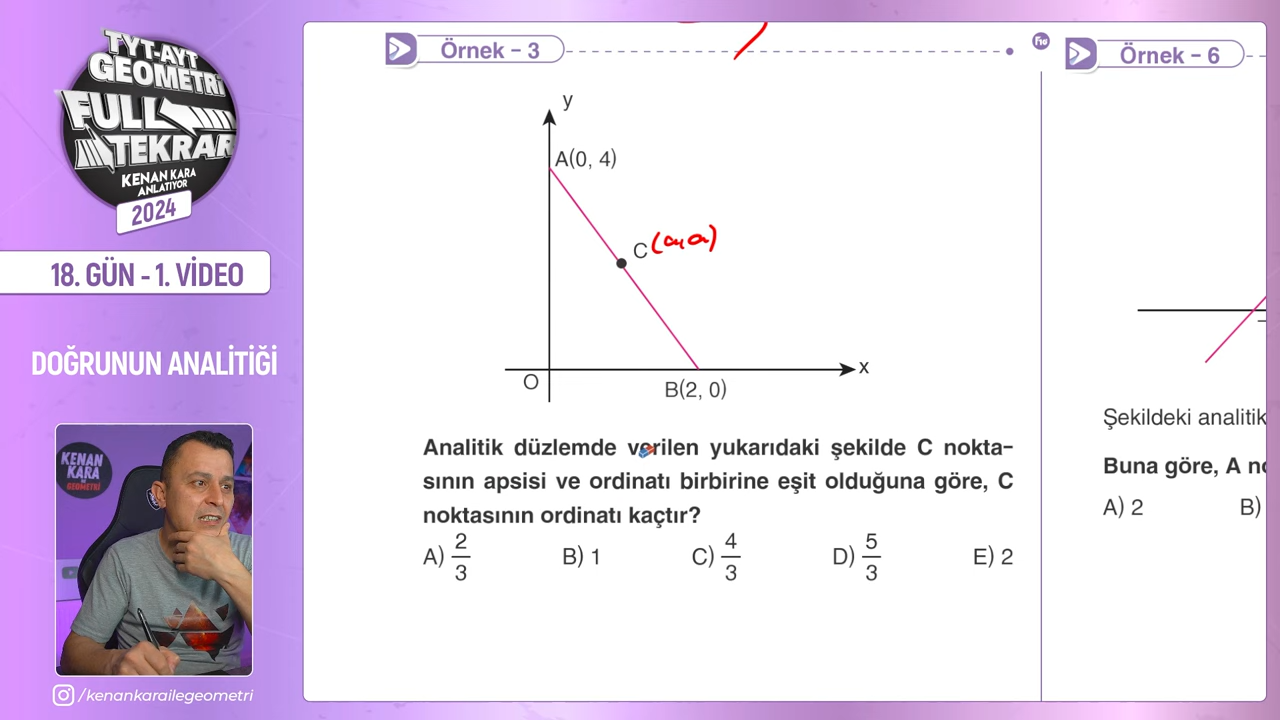 TYT-AYT
GEOMETRİ
FULL
TEKRAR
KENAN KARA
ANLATIYOR
2024
18. GÜN - 1. VİDEO
DOĞRUNUN ANALİTİĞİ
KENAN
KARA
GEOMETRİ
/kenankarailegeometri
Örnek – 3
y
A(0, 4)
C (a,a)
O
B(2, 0)
x
Analitik düzlemde verilen yukarıdaki şekilde C nokta-
sının apsisi ve ordinatı birbirine eşit olduğuna göre, C
noktasının ordinatı kaçtır?
A) 2/3 B) 1 C) 4/3 D) 5/3 E) 2
Örnek – 6
Şekildeki analitik
Buna göre, A
A) 2 B)